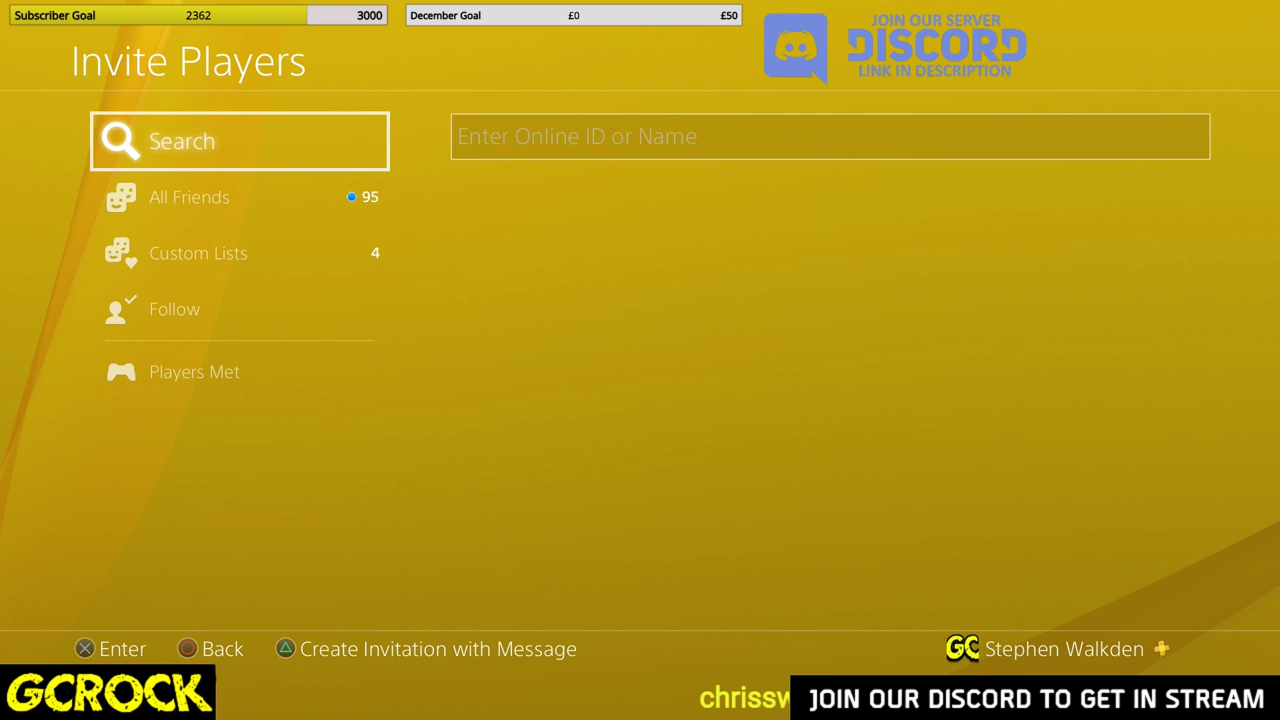 Subscriber Goal 2362 3000
December Goal £0 £50
JOIN OUR SERVER
DISCORD
LINK IN DESCRIPTION
Invite Players
Search
Enter Online ID or Name
All Friends 95
Custom Lists 4
Follow
Players Met
Enter Back Create Invitation with Message
GC Stephen Walkden
GCROCK
JOIN OUR DISCORD TO GET IN STREAM